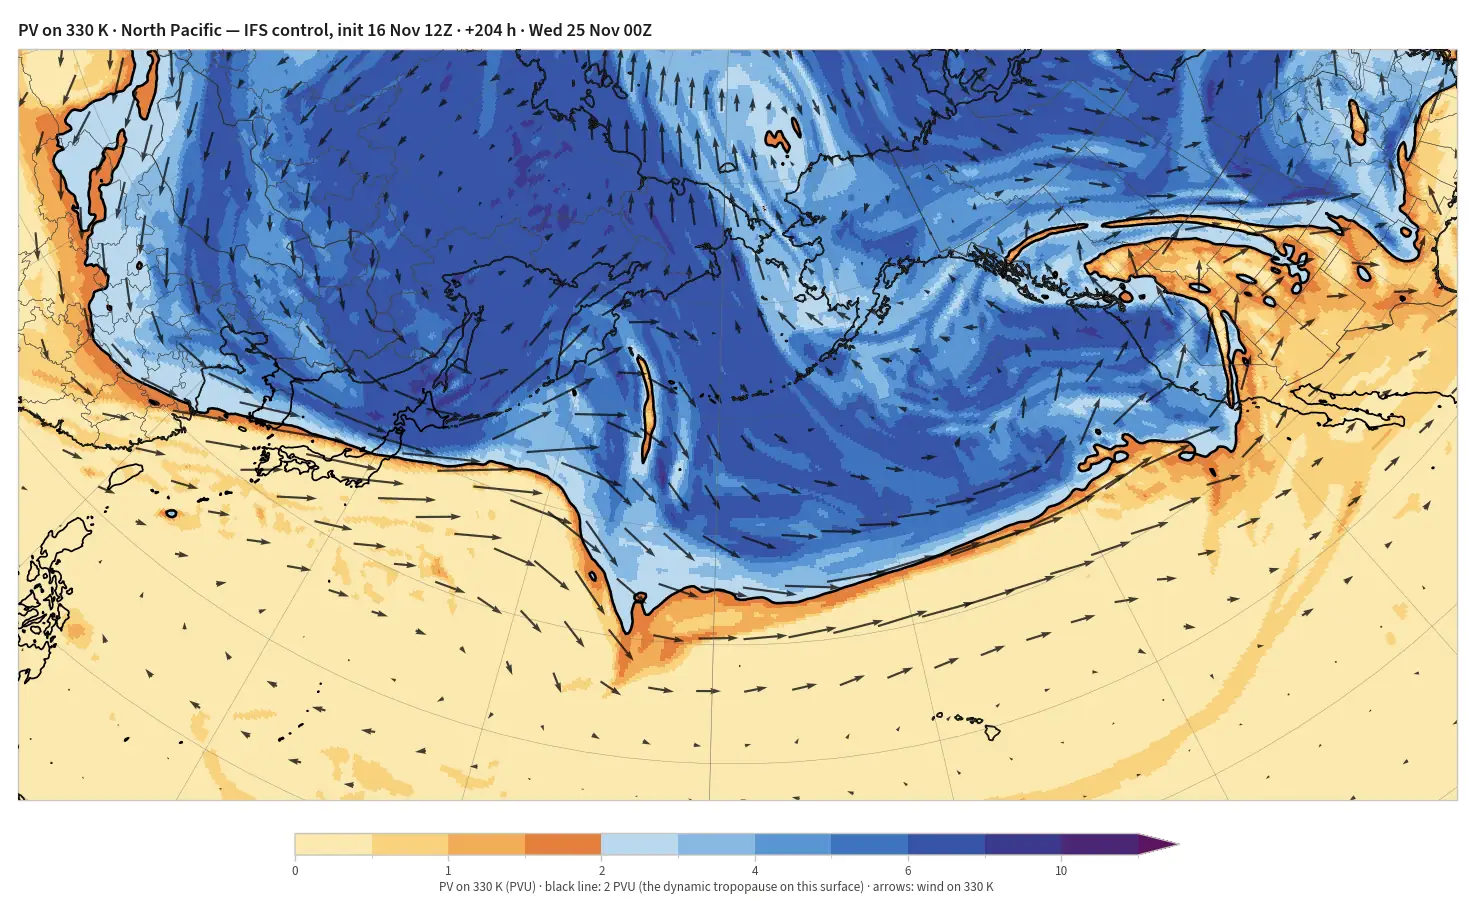 PV on 330 K · North Pacific — IFS control, init 16 Nov 12Z · +204 h · Wed 25 Nov 00Z
0 1 2 4 6 10
PV on 330 K (PVU) · black line: 2 PVU (the dynamic tropopause on this surface) · arrows: wind on 330 K